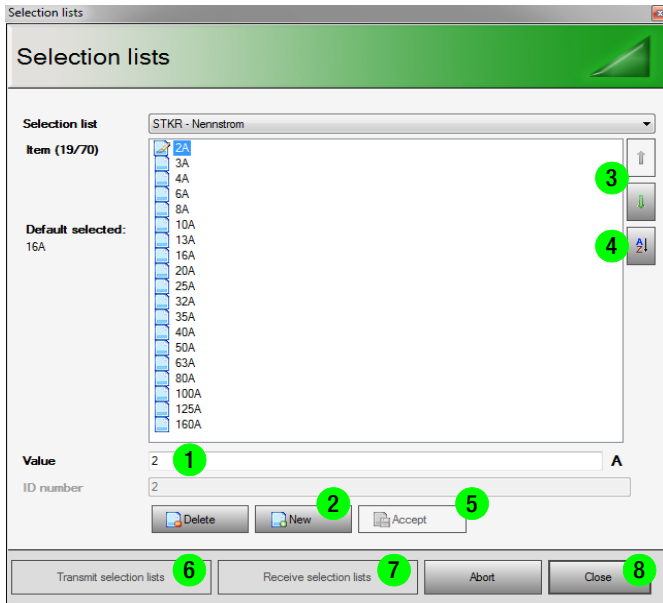 Selection lists
Selection lists
Selection list
STKR - Nennstrom
Item (19/70)
2A
3A
4A
6A
8A
10A
13A
16A
20A
25A
32A
35A
40A
50A
63A
80A
100A
125A
160A
3
4
A
Z
Default selected:
16A
Value
2
1
A
ID number
2
Delete
New
2
Accept
5
Transmit selection lists
6
Receive selection lists
7
Abort
Close
8